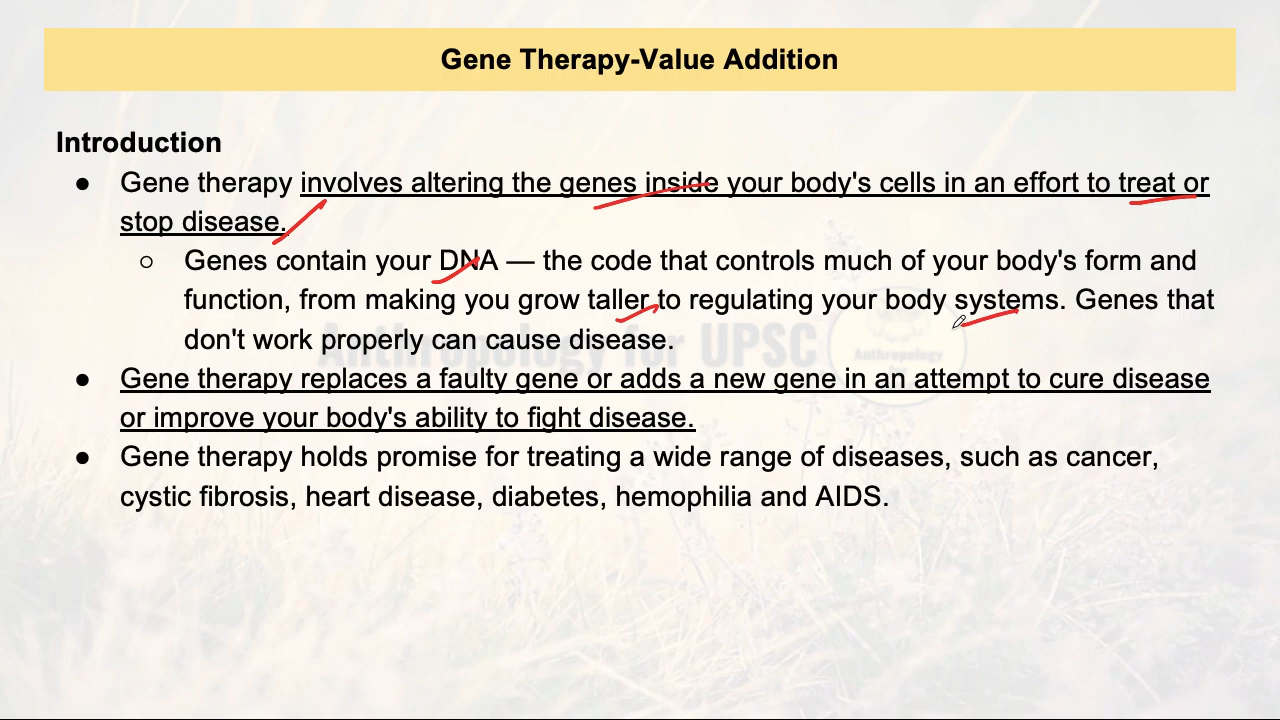 Gene Therapy-Value Addition
Introduction
● Gene therapy involves altering the genes inside your body's cells in an effort to treat or
stop disease.
○ Genes contain your DNA — the code that controls much of your body's form and
function, from making you grow taller to regulating your body systems. Genes that
don't work properly can cause disease.
Anthropology for UPSC
Anthropology
● Gene therapy replaces a faulty gene or adds a new gene in an attempt to cure disease
or improve your body's ability to fight disease.
● Gene therapy holds promise for treating a wide range of diseases, such as cancer,
cystic fibrosis, heart disease, diabetes, hemophilia and AIDS.